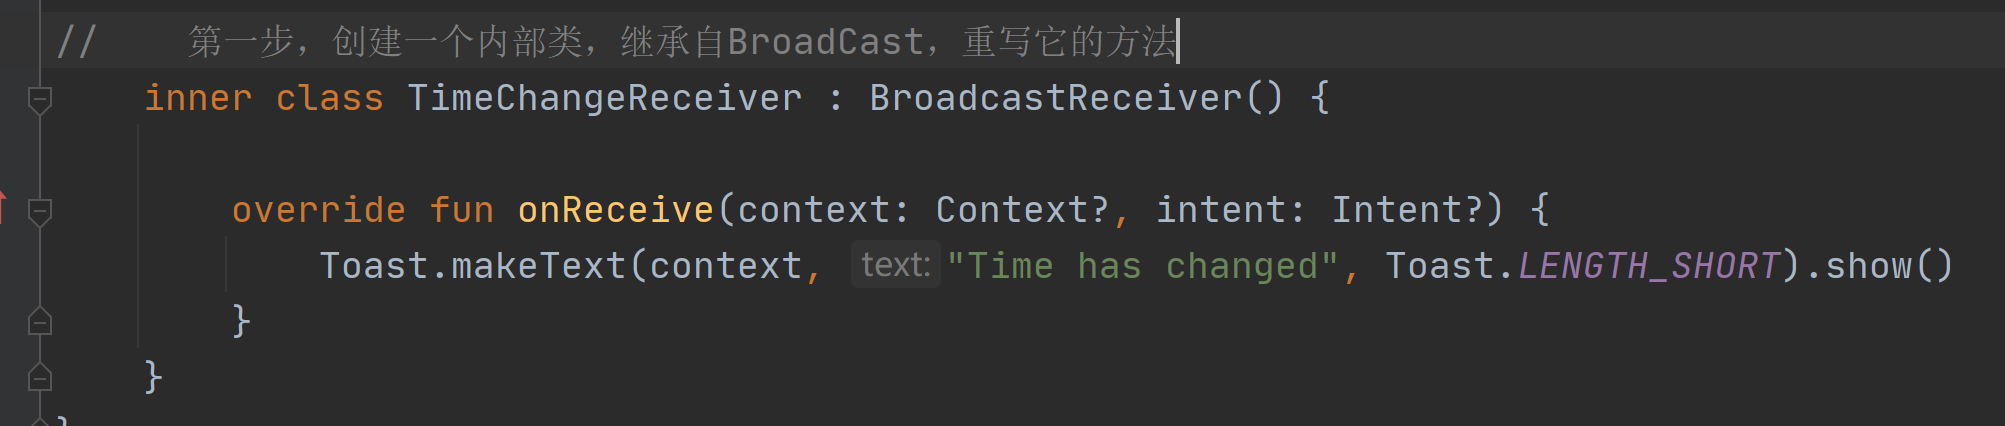 //    第一步，创建一个内部类，继承自BroadCast，重写它的方法
inner class TimeChangeReceiver : BroadcastReceiver() {
override fun onReceive(context: Context?, intent: Intent?) {
Toast.makeText(context, text: "Time has changed", Toast.LENGTH_SHORT).show()
}
}
}